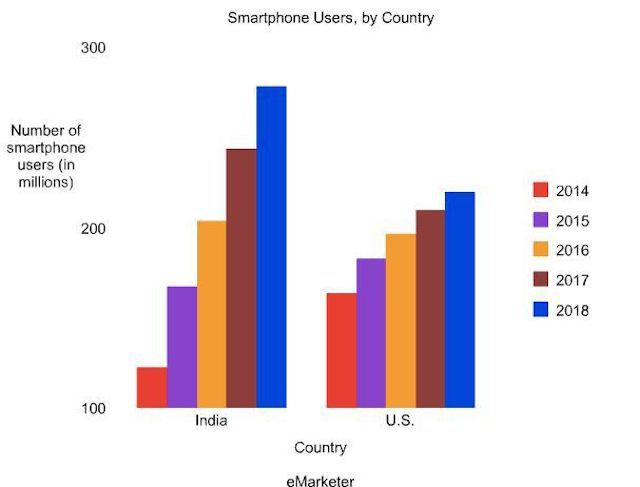 Smartphone Users, by Country
300
Number of
smartphone
users (in
millions)
200
100
India
U.S.
Country
eMarketer
2014
2015
2016
2017
2018